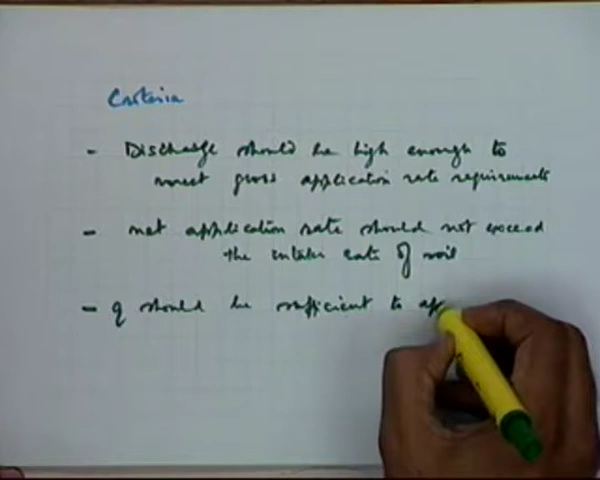 Criteria
- Discharge should be high enough to
meet gross application rate requirements
- net application rate should not exceed
the intake rate of soil
- q should be sufficient to ap